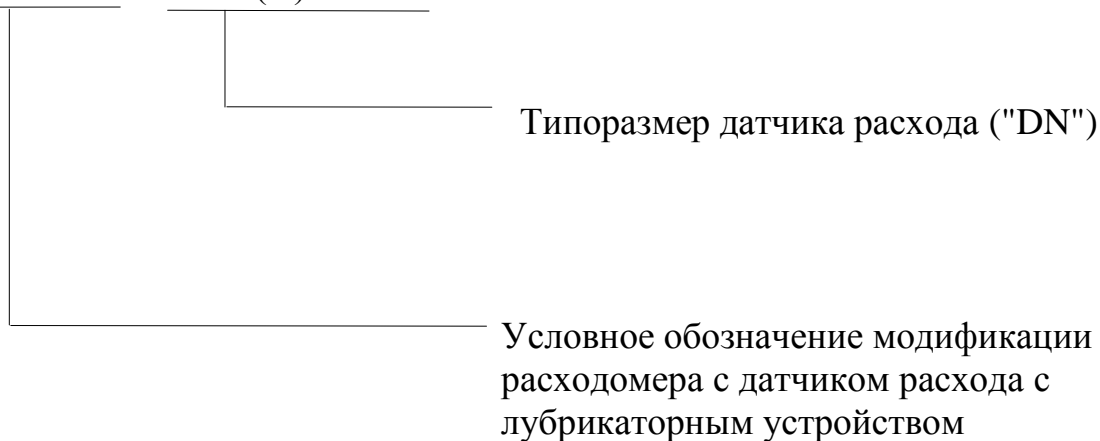 Типоразмер датчика расхода ("DN")
Условное обозначение модификации
расходомера с датчиком расхода с
лубрикаторным устройством